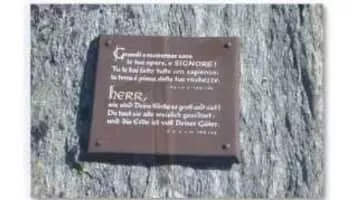 Grandi e numerose sono
le tue opere, o SIGNORE!
Tu le hai fatte tutte con sapienza;
la terra è piena delle tue ricchezze.
HERR,
wie sind Deine Werke so groß und viel!
Du hast sie alle weislich geordnet;
und die Erde ist voll Deiner Güter.